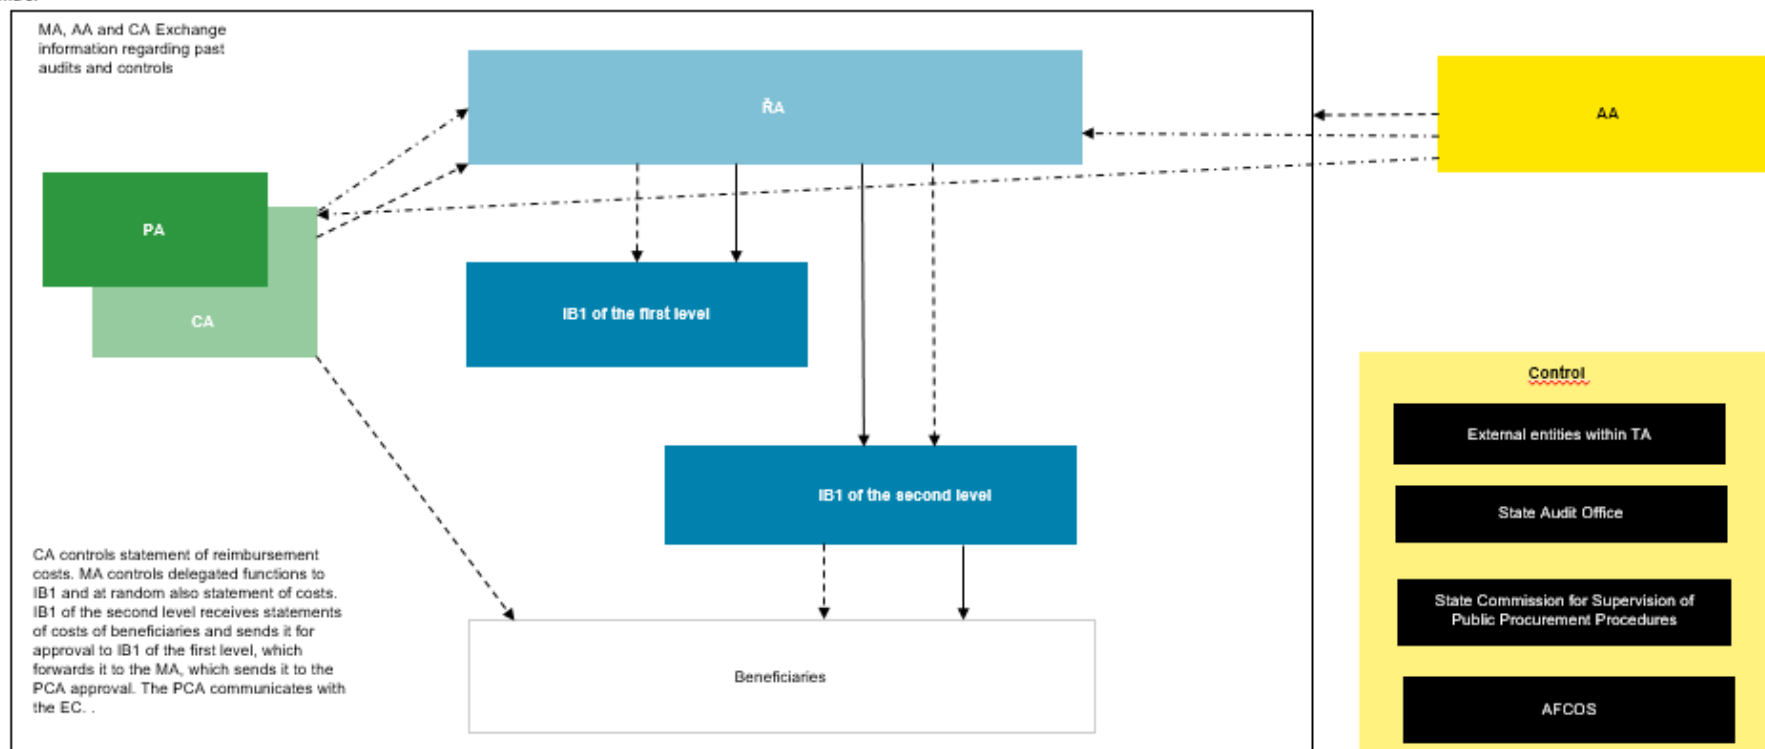 MA, AA and CA Exchange
information regarding past
audits and controls
ŘA
AA
PA
CA
IB1 of the first level
Control
External entities within TA
IB1 of the second level
State Audit Office
CA controls statement of reimbursement
costs. MA controls delegated functions to
IB1 and at random also statement of costs.
IB1 of the second level receives statements
of costs of beneficiaries and sends it for
approval to IB1 of the first level, which
forwards it to the MA, which sends it to the
PCA approval. The PCA communicates with
the EC. .
State Commission for Supervision of
Public Procurement Procedures
Beneficiaries
AFCOS